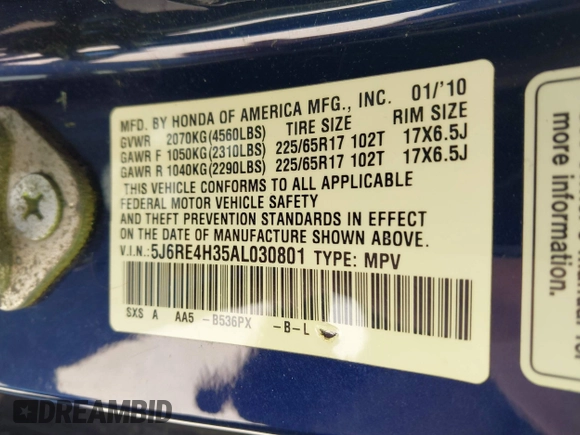 MFD. BY HONDA OF AMERICA MFG., INC. 01/'10
GVWR 2070KG(4560LBS) TIRE SIZE RIM SIZE
GAWR F 1050KG(2310LBS) 225/65R17 102T 17X6.5J
GAWR R 1040KG(2290LBS) 225/65R17 102T 17X6.5J
THIS VEHICLE CONFORMS TO ALL APPLICABLE
FEDERAL MOTOR VEHICLE SAFETY
AND THEFT PREVENTION STANDARDS IN EFFECT
ON THE DATE OF MANUFACTURE SHOWN ABOVE.
V.I.N.:5J6RE4H35AL030801 TYPE: MPV
SXS A AA5 -B536PX -B-L
more information.
DREAMBID